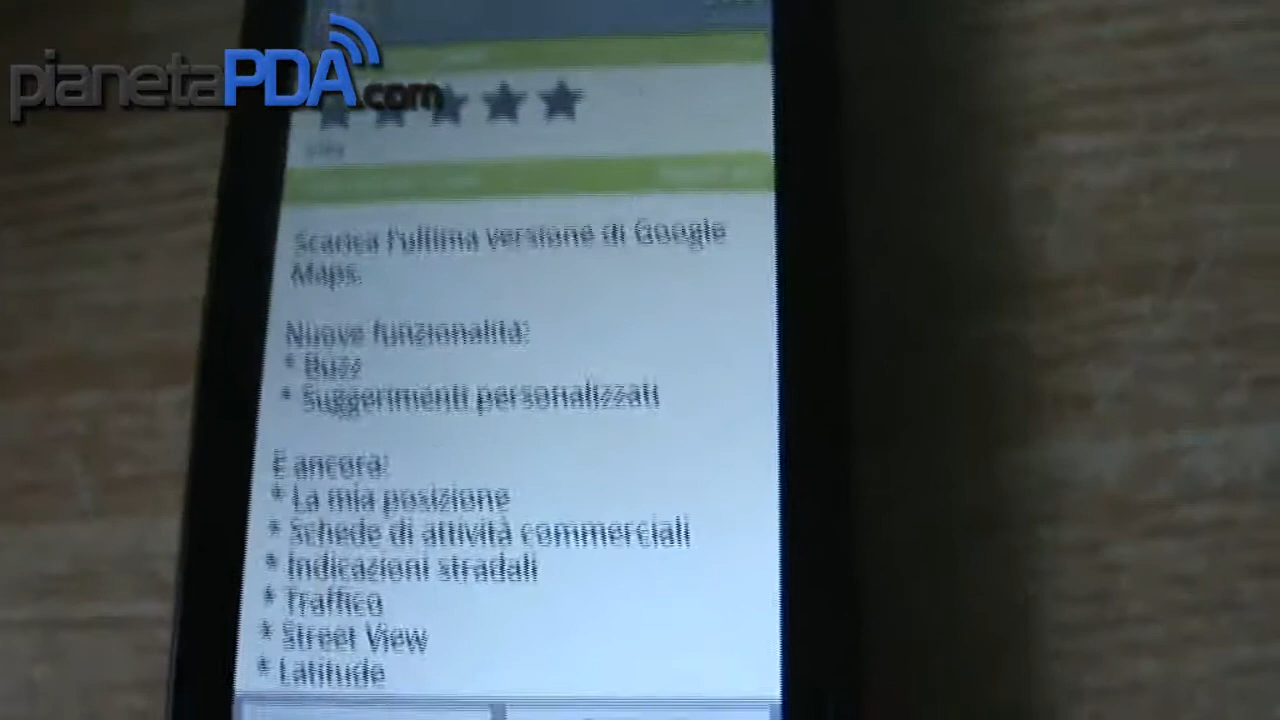 pianetaPDA.com
Scarica l'ultima versione di Google
Maps.
Nuove funzionalità:
* Buzz
* Suggerimenti personalizzati
E ancora:
* La mia posizione
* Schede di attività commerciali
* Indicazioni stradali
* Traffico
* Street View
* Latitude